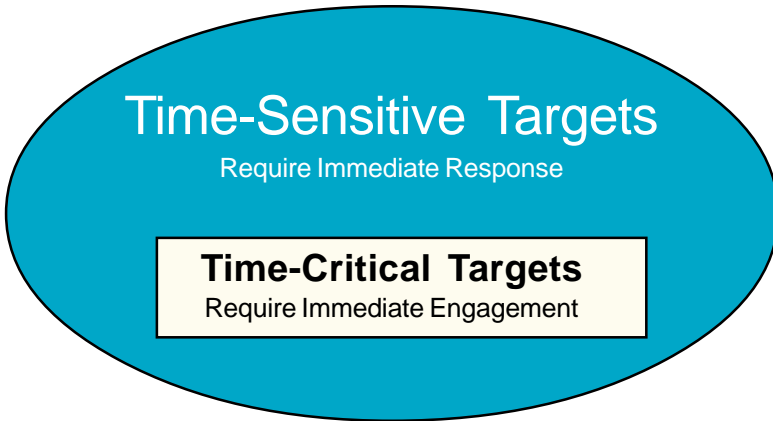 Time-Sensitive Targets
Require Immediate Response
Time-Critical Targets
Require Immediate Engagement